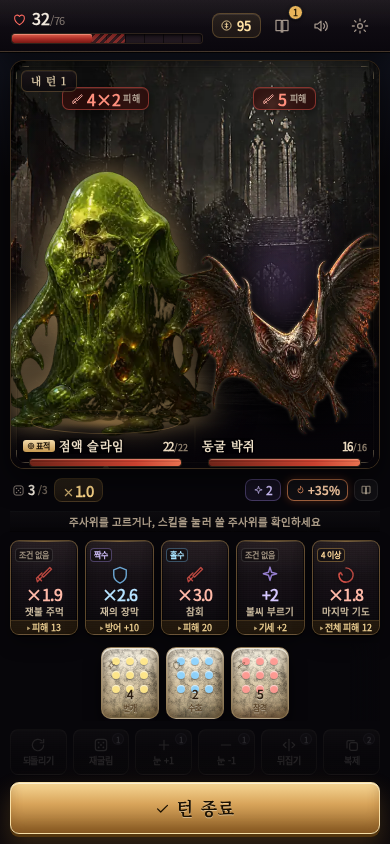 32/76
95
1
내 턴 1
4×2 피해
5 피해
표적 점액 슬라임 22/22
동굴 박쥐 16/16
3/3 ×1.0 2 +35%
주사위를 고르거나, 스킬을 눌러 쓸 주사위를 확인하세요
조건 없음 짝수 홀수 조건 없음 4 이상
×1.9 ×2.6 ×3.0 +2 ×1.8
잿불 주먹 재의 장막 참회 불씨 부르기 마지막 기도
피해 13 방어 +10 피해 20 기세 +2 전체 피해 12
4 2 5
번개 수호 참격
1 1 1 1 2
되돌리기 재굴림 눈 +1 눈 -1 뒤집기 복제
턴 종료